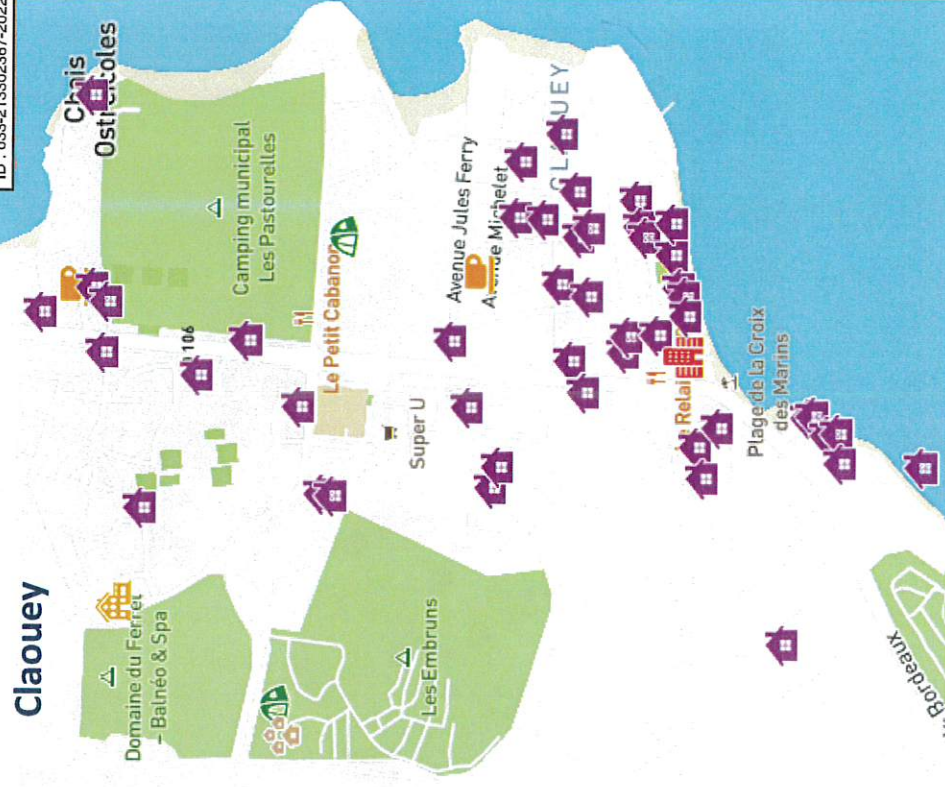 Claouey
Chais
Ostréicoles
Camping municipal
Les Pastourelles
106
Le Petit Cabanon
Avenue Jules Ferry
Avenue Michelet
CLAOUEY
Super U
Domaine du Ferret
– Balnéo & Spa
Les Embruns
Relai
Plage de la Croix
des Marins
Bordeaux